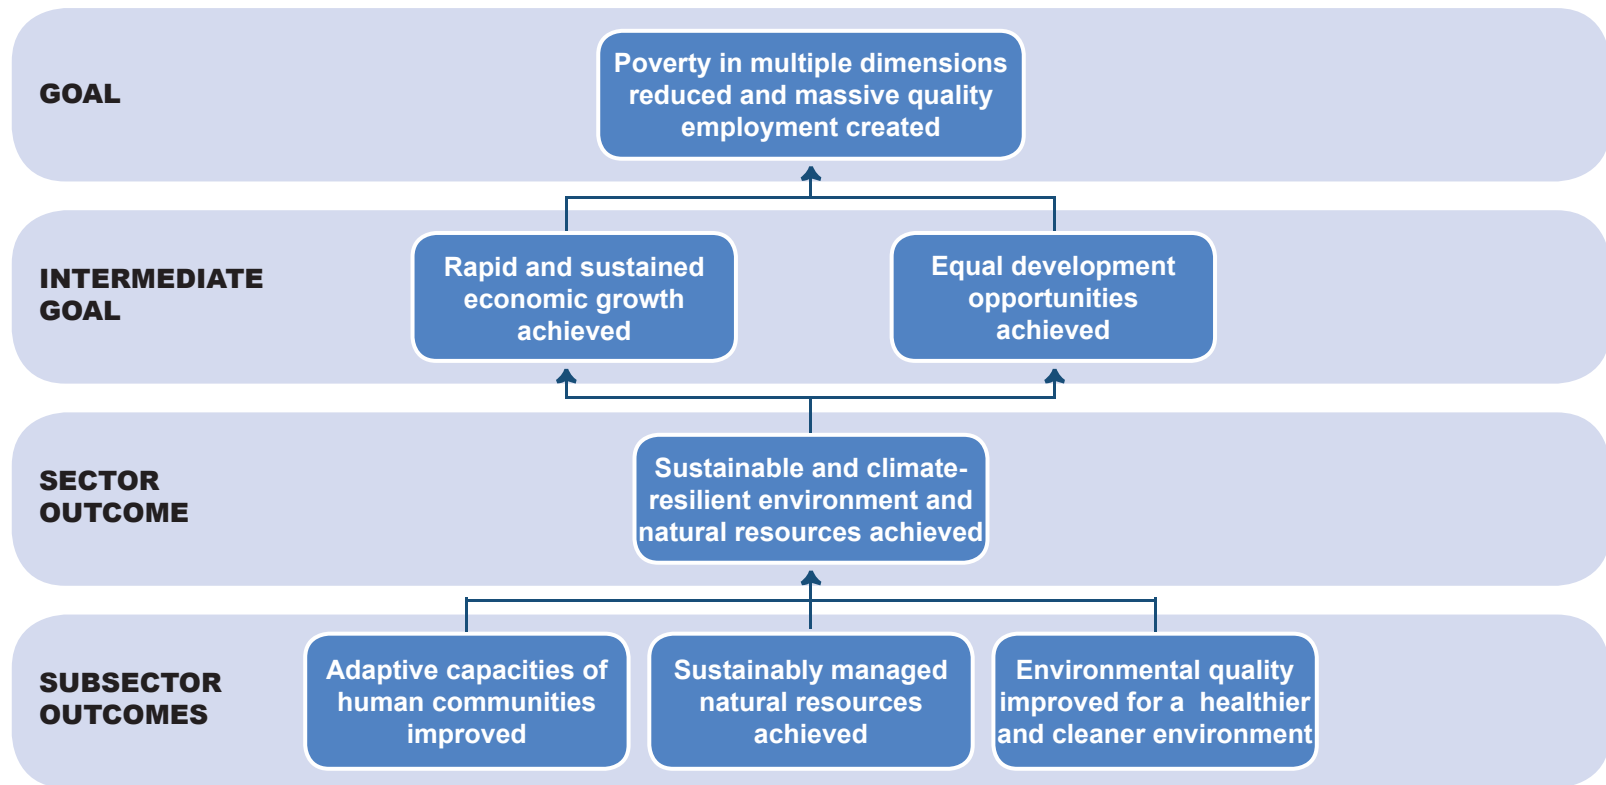 GOAL
Poverty in multiple dimensions
reduced and massive quality
employment created
INTERMEDIATE
GOAL
Rapid and sustained
economic growth
achieved
Equal development
opportunities
achieved
SECTOR
OUTCOME
Sustainable and climate-
resilient environment and
natural resources achieved
SUBSECTOR
OUTCOMES
Adaptive capacities of
human communities
improved
Sustainably managed
natural resources
achieved
Environmental quality
improved for a  healthier
and cleaner environment